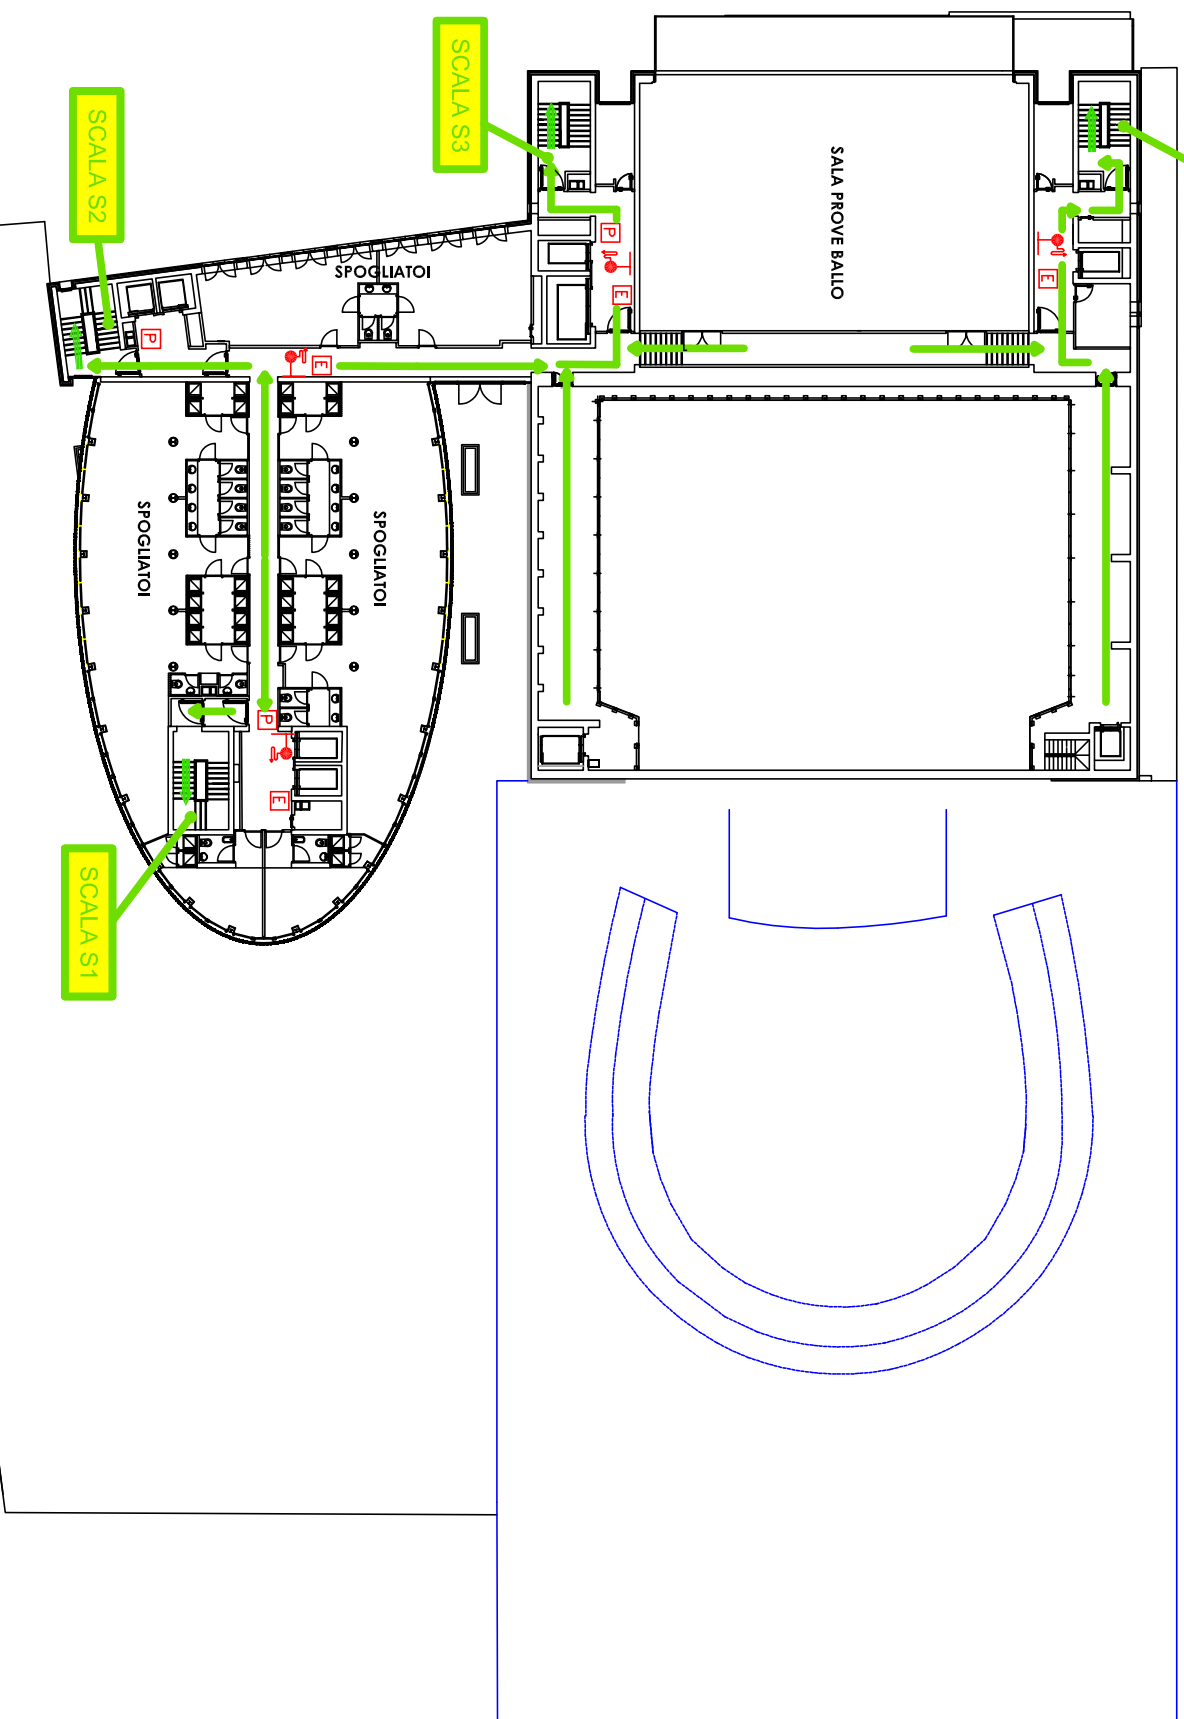 SCALA S3
SCALA S2
SALA PROVE BALLO
P
E
E
SPOGLIATOI
P
E
SPOGLIATOI
SPOGLIATOI
P
E
SCALA S1